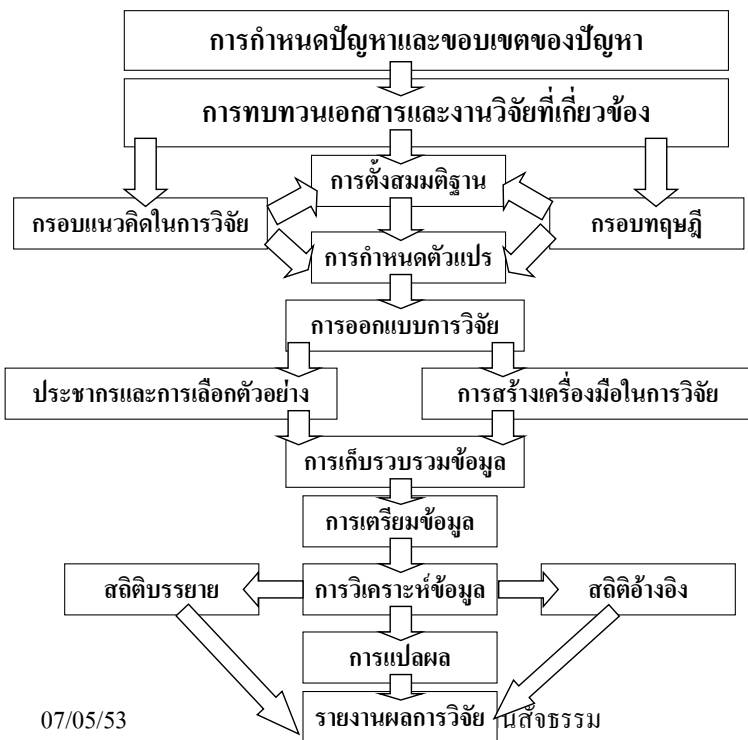 การกำหนดปัญหาและขอบเขตของปัญหา
การทบทวนเอกสารและงานวิจัยที่เกี่ยวข้อง
การตั้งสมมติฐาน
กรอบแนวคิดในการวิจัย
กรอบทฤษฎี
การกำหนดตัวแปร
การออกแบบการวิจัย
ประชากรและการเลือกตัวอย่าง
การสร้างเครื่องมือในการวิจัย
การเก็บรวบรวมข้อมูล
การเตรียมข้อมูล
สถิติบรรยาย
การวิเคราะห์ข้อมูล
สถิติอ้างอิง
การแปลผล
07/05/53
รายงานผลการวิจัย